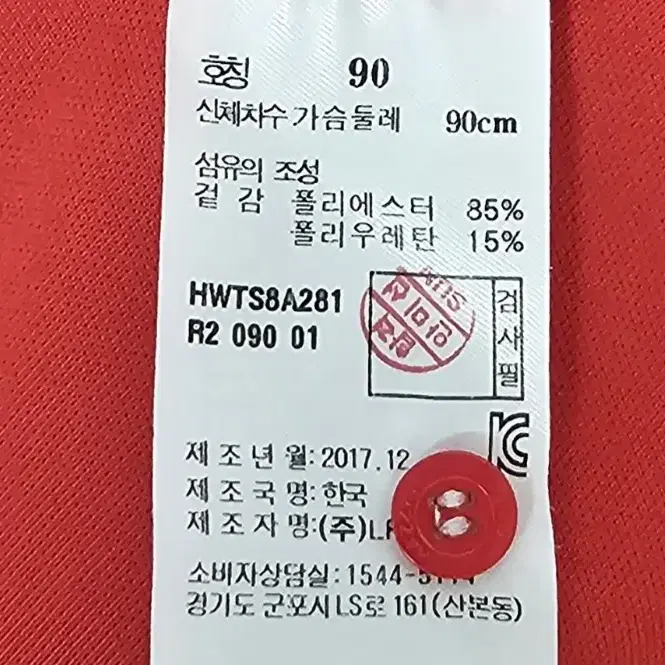 호칭 90
신체치수 가슴둘레 90cm
섬유의 조성
겉감 폴리에스터 85%
폴리우레탄 15%
HWTS8A281
R2 090 01
검사필
제조년월: 2017.12
제조국명: 한국
제조자명: (주)LF
소비자상담실: 1544-
경기도 군포시 LS로 161(산본동)